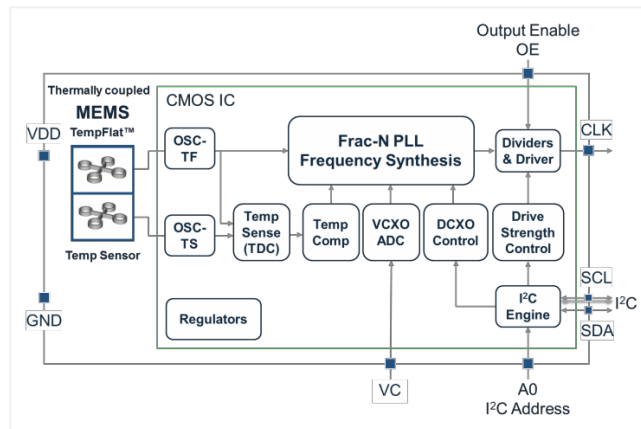 Output Enable
OE
Thermally coupled
MEMS
TempFlat™
CMOS IC
VDD
OSC-
TF
Frac-N PLL
Frequency Synthesis
Dividers
& Driver
CLK
OSC-
TS
Temp
Sense
(TDC)
Temp
Comp
VCXO
ADC
DCXO
Control
Drive
Strength
Control
Temp Sensor
SCL
I²C
SDA
I²C
Engine
GND
Regulators
VC
A0
I²C Address